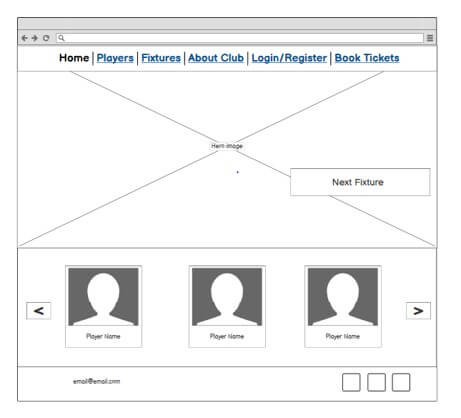 Home | Players | Fixtures | About Club | Login/Register | Book Tickets
Hero image
Next Fixture
< >
Player Name Player Name Player Name
email@email.com